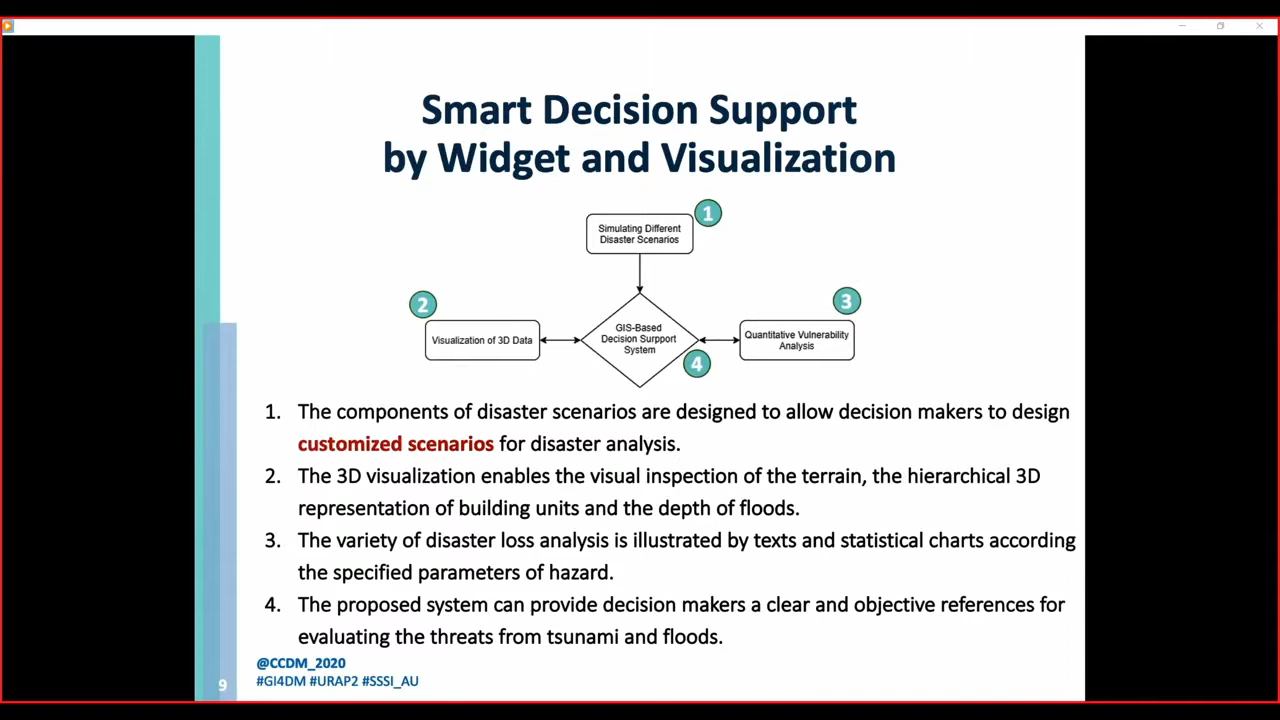 Smart Decision Support
by Widget and Visualization
1
Simulating Different
Disaster Scenarios
2
3
Visualization of 3D Data
GIS-Based
Decision Surpport
System
Quantitative Vulnerability
Analysis
4
1. The components of disaster scenarios are designed to allow decision makers to design
customized scenarios for disaster analysis.
2. The 3D visualization enables the visual inspection of the terrain, the hierarchical 3D
representation of building units and the depth of floods.
3. The variety of disaster loss analysis is illustrated by texts and statistical charts according
the specified parameters of hazard.
4. The proposed system can provide decision makers a clear and objective references for
evaluating the threats from tsunami and floods.
@CCDM_2020
#GI4DM #URAP2 #SSSI_AU
9